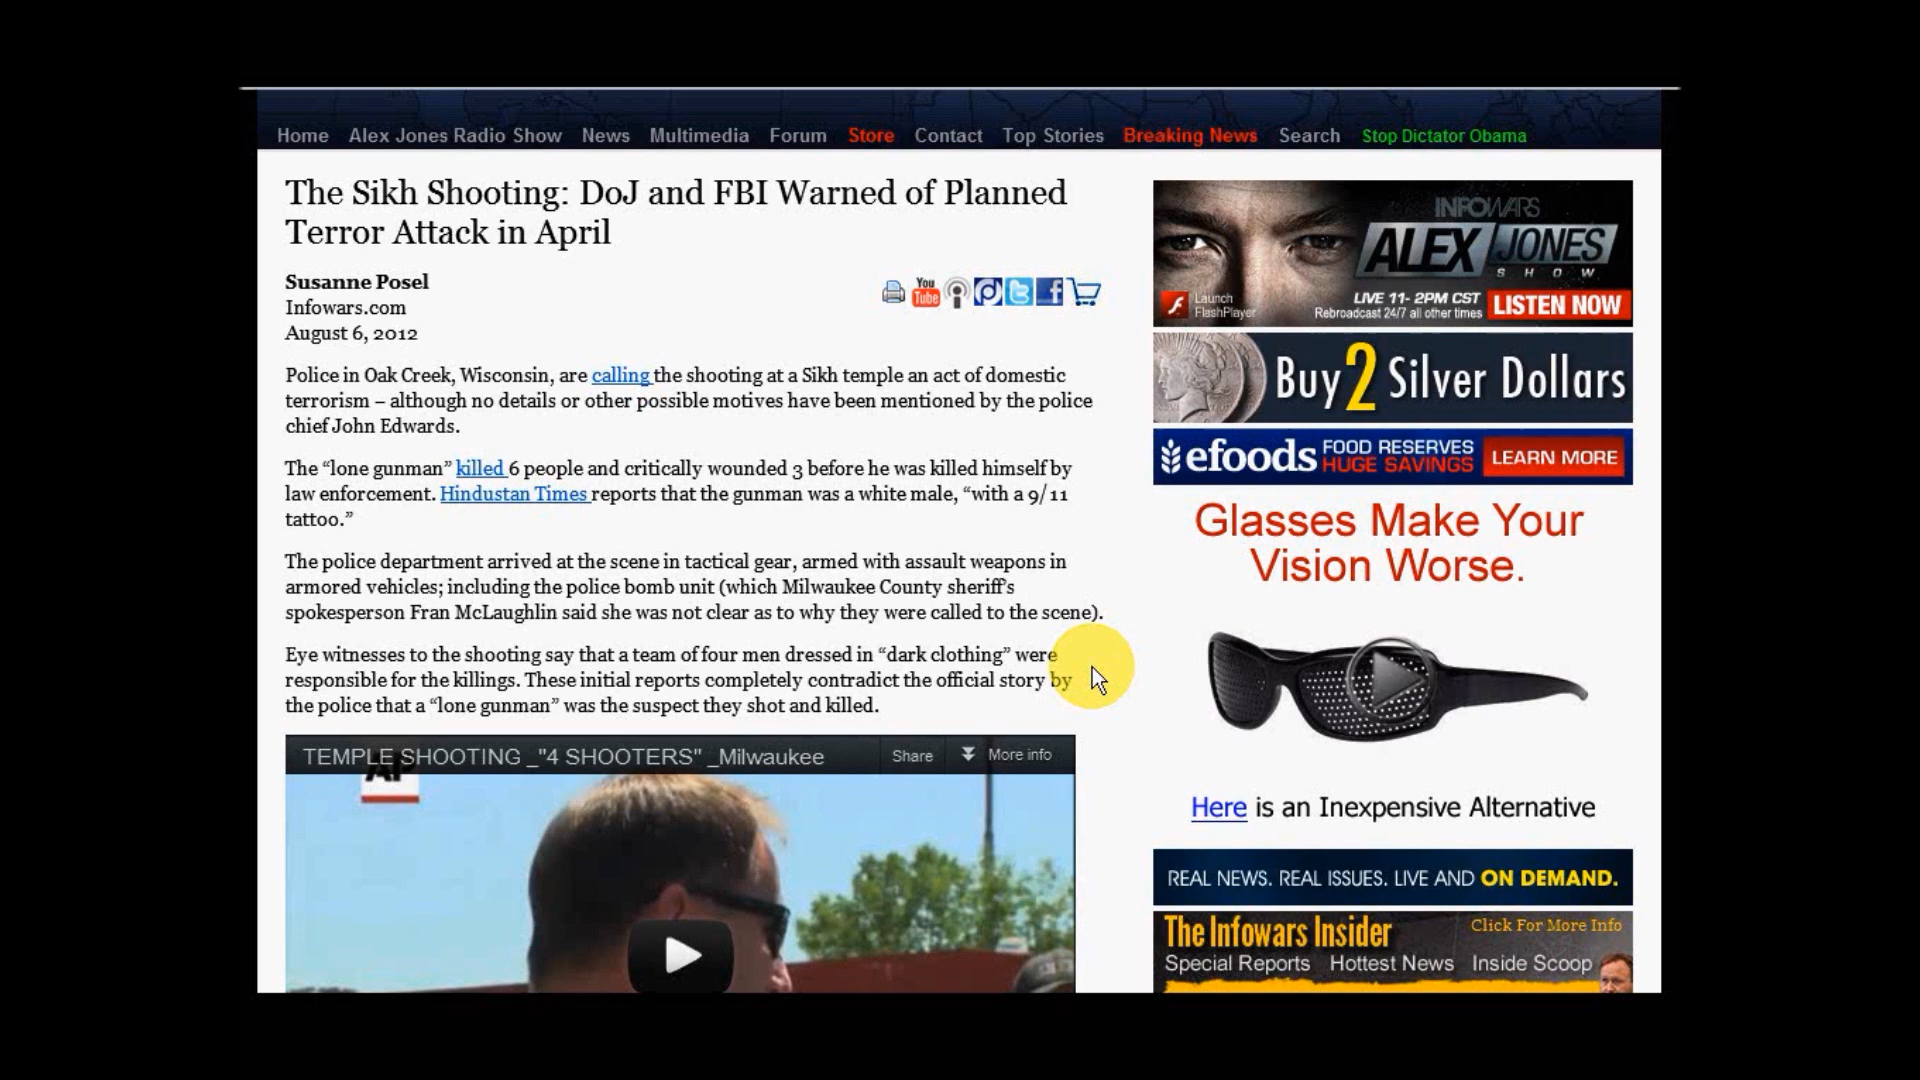 Home Alex Jones Radio Show News Multimedia Forum Store Contact Top Stories Breaking News Search Stop Dictator Obama
The Sikh Shooting: DoJ and FBI Warned of Planned
Terror Attack in April
Susanne Posel
Infowars.com
August 6, 2012
You
Tube
Police in Oak Creek, Wisconsin, are calling the shooting at a Sikh temple an act of domestic
terrorism – although no details or other possible motives have been mentioned by the police
chief John Edwards.
The “lone gunman” killed 6 people and critically wounded 3 before he was killed himself by
law enforcement. Hindustan Times reports that the gunman was a white male, “with a 9/11
tattoo.”
The police department arrived at the scene in tactical gear, armed with assault weapons in
armored vehicles; including the police bomb unit (which Milwaukee County sheriff’s
spokesperson Fran McLaughlin said she was not clear as to why they were called to the scene).
Eye witnesses to the shooting say that a team of four men dressed in “dark clothing” were
responsible for the killings. These initial reports completely contradict the official story by
the police that a “lone gunman” was the suspect they shot and killed.
TEMPLE SHOOTING _"4 SHOOTERS" _Milwaukee
Share
More info
AP
INFOWARS
ALEX JONES
SHOW
Launch
FlashPlayer
LIVE 11- 2PM CST
Rebroadcast 24/7 all other times
LISTEN NOW
Buy 2 Silver Dollars
efoods
FOOD RESERVES
HUGE SAVINGS
LEARN MORE
Glasses Make Your
Vision Worse.
Here is an Inexpensive Alternative
REAL NEWS. REAL ISSUES. LIVE AND ON DEMAND.
The Infowars Insider
Click For More Info
Special Reports Hottest News Inside Scoop